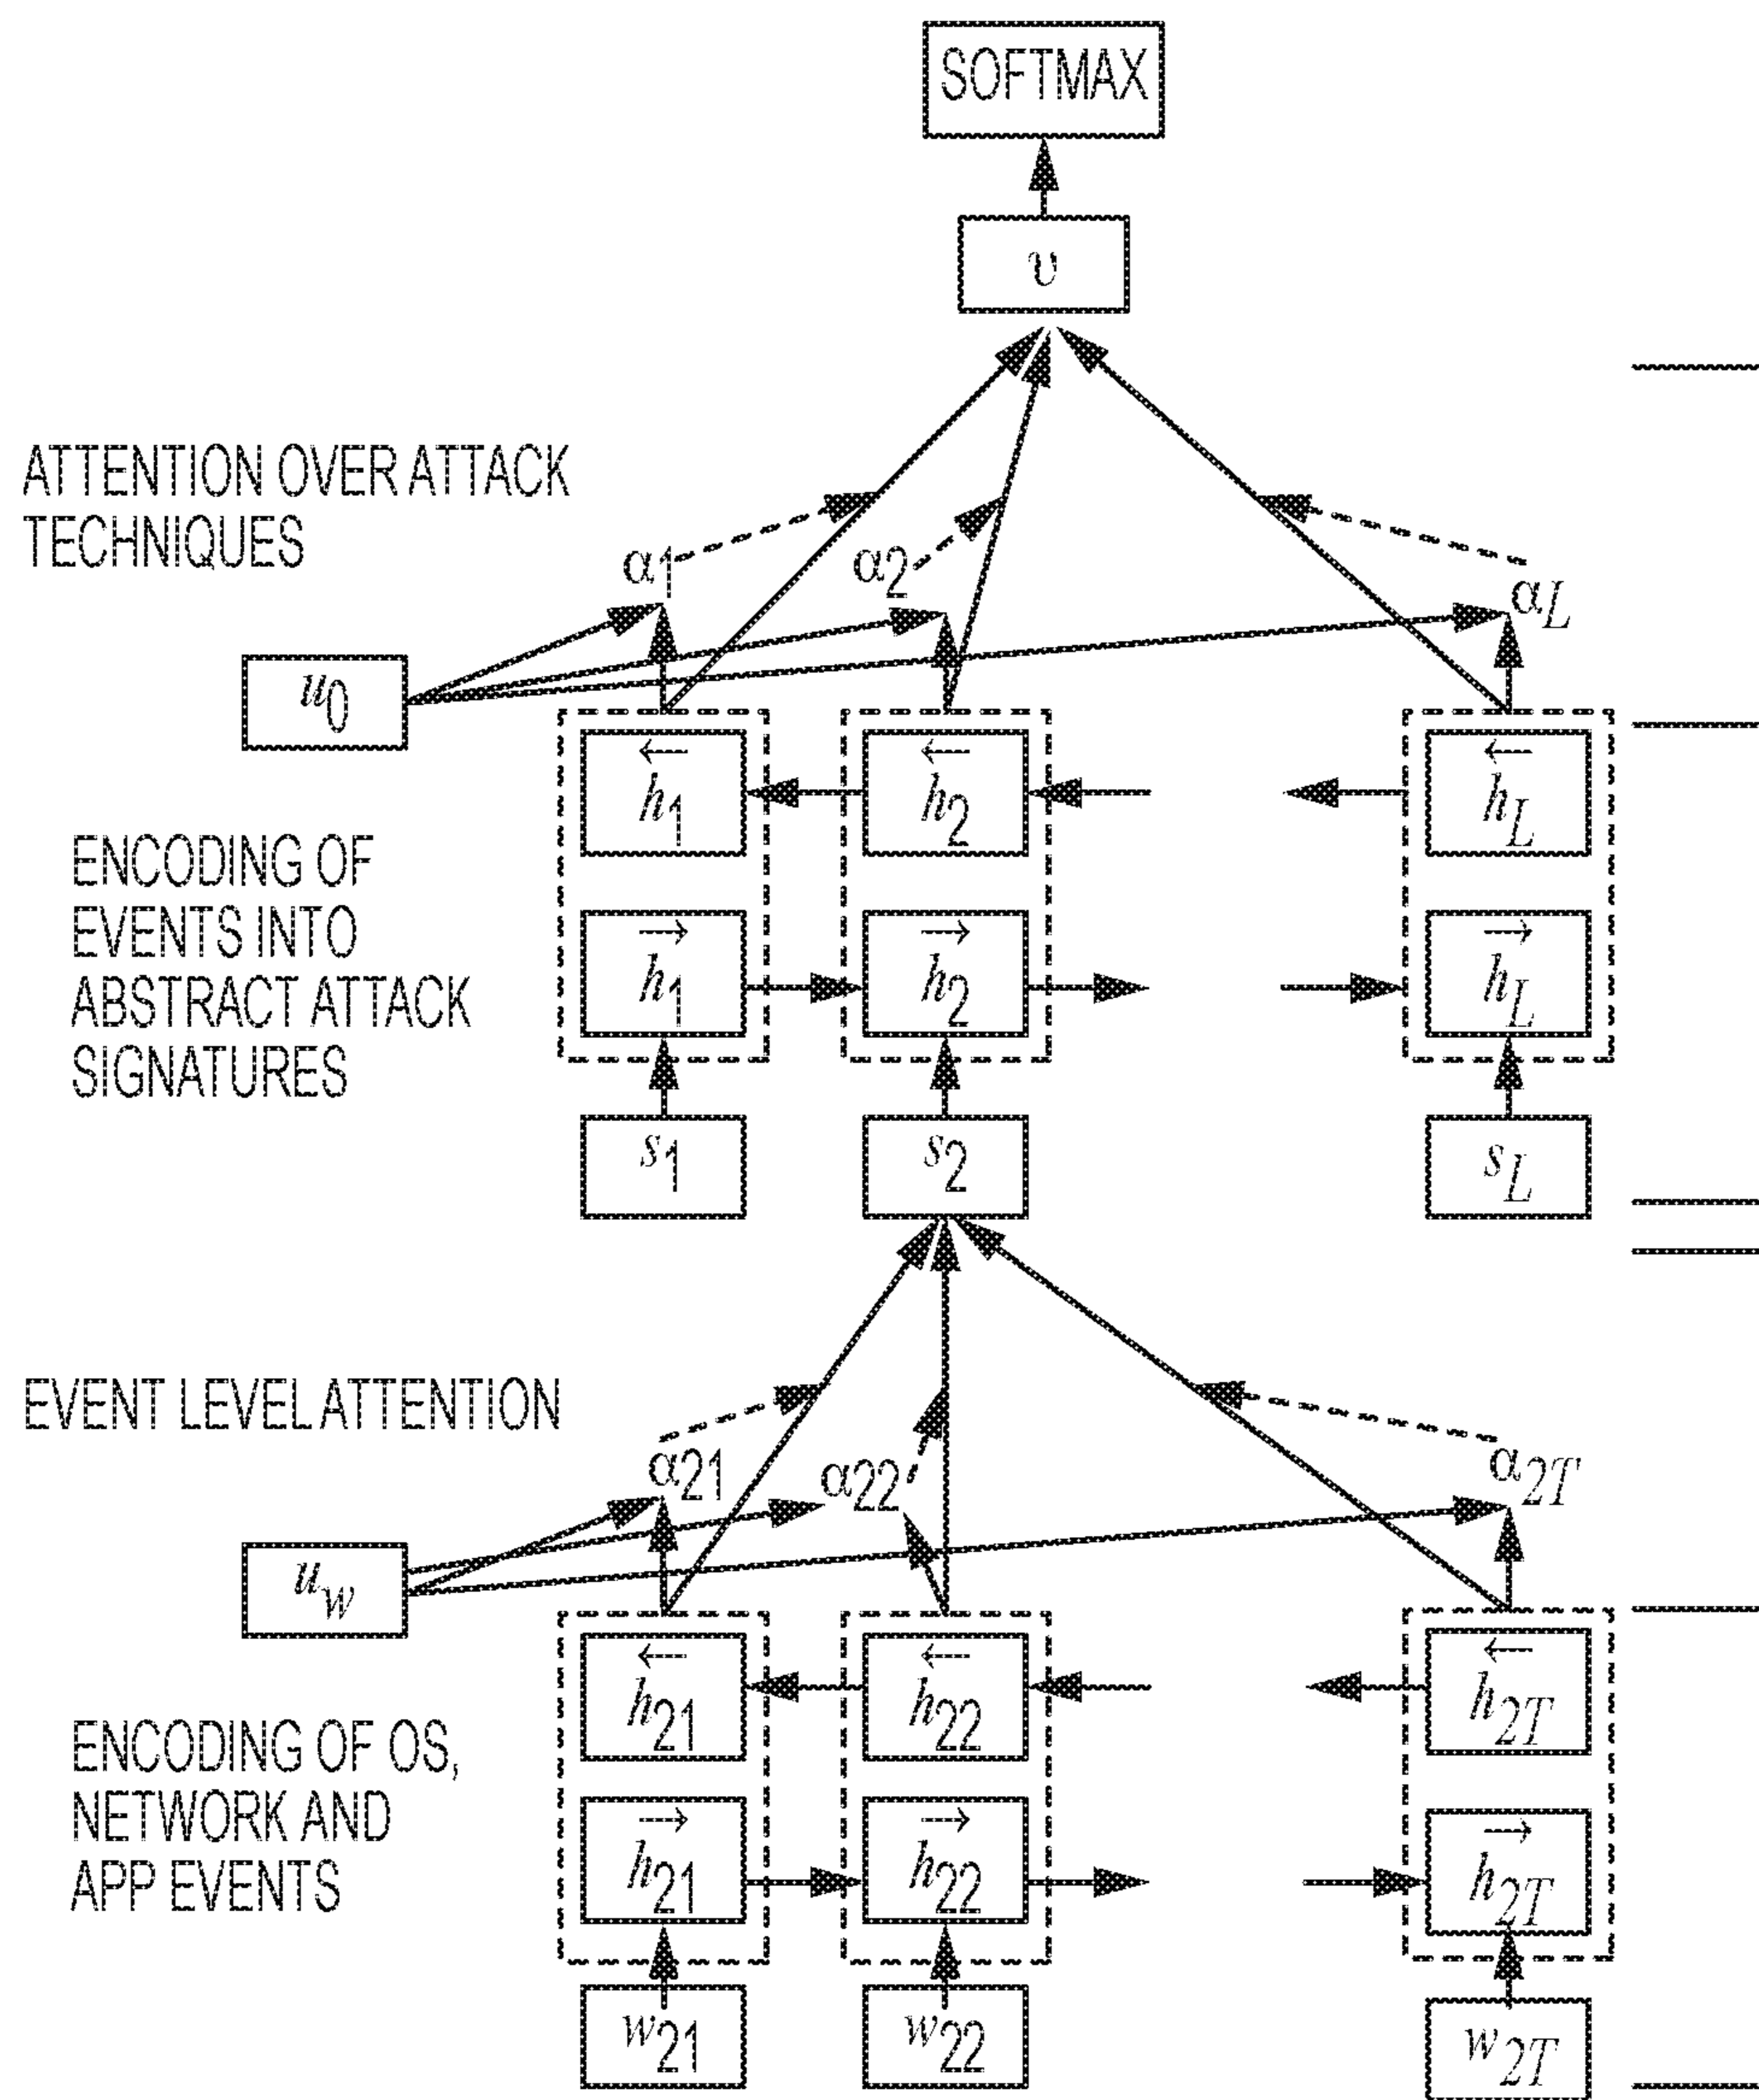 SOFTMAX
υ
ATTENTION OVER ATTACK
TECHNIQUES
α1 α2 αL
u0
←h1 ←h2 ←hL
ENCODING OF
EVENTS INTO
ABSTRACT ATTACK
SIGNATURES
→h1 →h2 →hL
s1 s2 sL
EVENT LEVEL ATTENTION
α21 α22 α2T
uw
←h21 ←h22 ←h2T
ENCODING OF OS,
NETWORK AND
APP EVENTS
→h21 →h22 →h2T
w21 w22 w2T